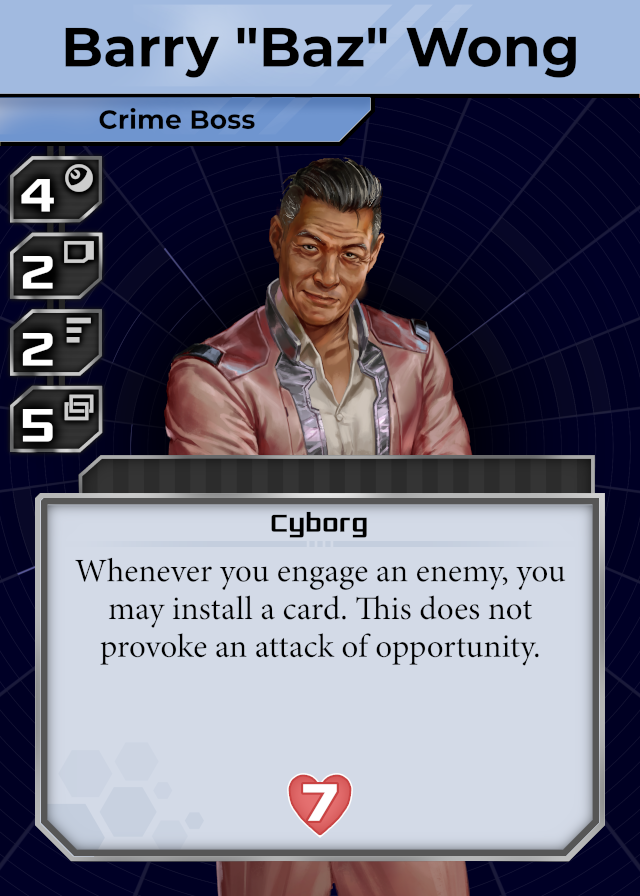 Barry "Baz" Wong
Crime Boss
4
2
2
5
Cyborg
Whenever you engage an enemy, you
may install a card. This does not
provoke an attack of opportunity.
7